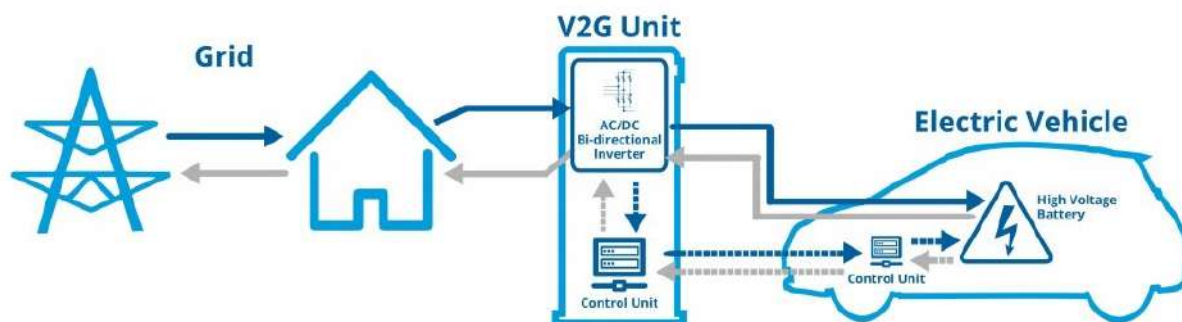 V2G Unit
Grid
AC/DC
Bi-directional
Inverter
Electric Vehicle
High Voltage
Battery
Control Unit
Control Unit